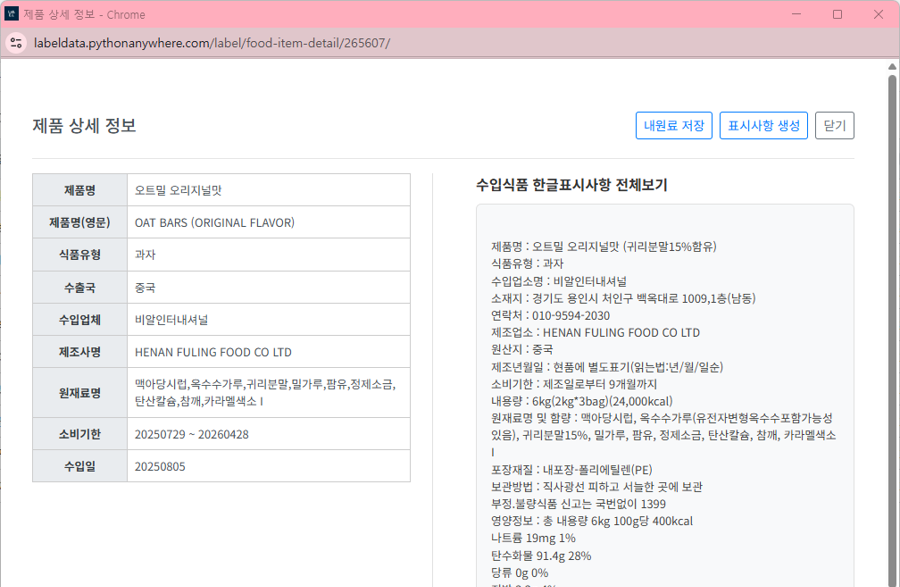 제품 상세 정보 - Chrome
labeldata.pythonanywhere.com/label/food-item-detail/265607/
제품 상세 정보
내원료 저장
표시사항 생성
닫기
제품명 오트밀 오리지널맛
제품명(영문) OAT BARS (ORIGINAL FLAVOR)
식품유형 과자
수출국 중국
수입업체 비알인터내셔널
제조사명 HENAN FULING FOOD CO LTD
원재료명 맥아당시럽,옥수수가루,귀리분말,밀가루,팜유,정제소금,
탄산칼슘,참깨,카라멜색소 I
소비기한 20250729 ~ 20260428
수입일 20250805
수입식품 한글표시사항 전체보기
제품명 : 오트밀 오리지널맛 (귀리분말15%함유)
식품유형 : 과자
수입업소명 : 비알인터내셔널
소재지 : 경기도 용인시 처인구 백옥대로 1009,1층(남동)
연락처 : 010-9594-2030
제조업소 : HENAN FULING FOOD CO LTD
원산지 : 중국
제조년월일 : 현품에 별도표기(읽는법:년/월/일순)
소비기한 : 제조일로부터 9개월까지
내용량 : 6kg(2kg*3bag)(24,000kcal)
원재료명 및 함량 : 맥아당시럽, 옥수수가루(유전자변형옥수수포함가능성
있음), 귀리분말15%, 밀가루, 팜유, 정제소금, 탄산칼슘, 참깨, 카라멜색소
I
포장재질 : 내포장-폴리에틸렌(PE)
보관방법 : 직사광선 피하고 서늘한 곳에 보관
부정.불량식품 신고는 국번없이 1399
영양정보 : 총 내용량 6kg 100g당 400kcal
나트륨 19mg 1%
탄수화물 91.4g 28%
당류 0g 0%